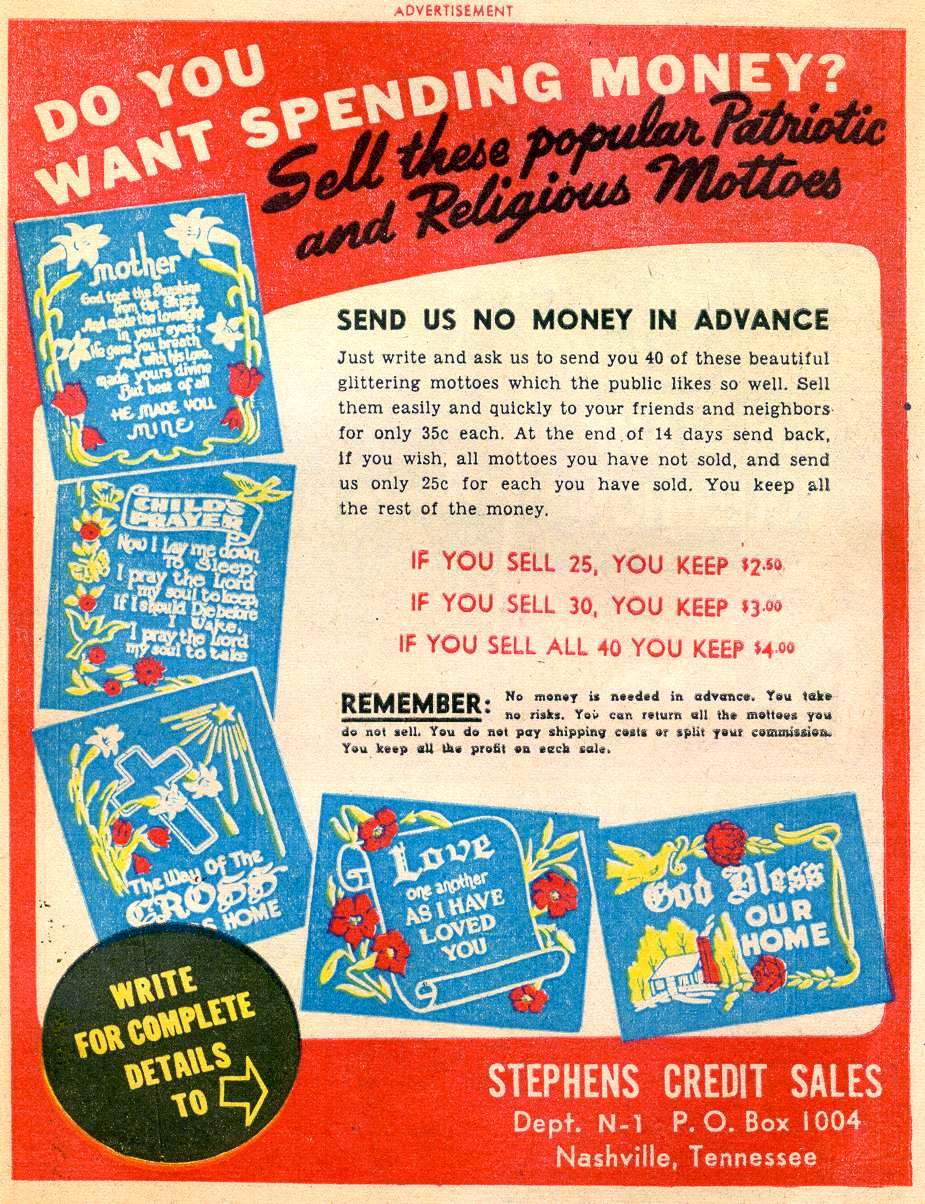 ADVERTISEMENT
DO YOU
WANT SPENDING MONEY?
Sell these popular Patriotic
and Religious Mottoes
mother
God took the Sunshine
from the Skies
And made the Lovelight
in your eyes;
He gave you breath
And with his Love,
made yours divine
But best of all
HE MADE YOU
MINE
SEND US NO MONEY IN ADVANCE
Just write and ask us to send you 40 of these beautiful
glittering mottoes which the public likes so well. Sell
them easily and quickly to your friends and neighbors
for only 35c each. At the end of 14 days send back,
if you wish, all mottoes you have not sold, and send
us only 25c for each you have sold. You keep all
the rest of the money.
IF YOU SELL 25, YOU KEEP $2.50
IF YOU SELL 30, YOU KEEP $3.00
IF YOU SELL ALL 40 YOU KEEP $4.00
CHILD'S
PRAYER
Now I Lay me down
To Sleep,
I pray the Lord
my soul to keep,
If I should Die before
I Wake,
I pray the Lord
my soul to take
REMEMBER: No money is needed in advance. You take
no risks. You can return all the mottoes you
do not sell. You do not pay shipping costs or split your commission.
You keep all the profit on each sale.
The Way Of The
CROSS
S HOME
Love
one another
AS I HAVE
LOVED
YOU
God Bless
OUR
HOME
WRITE
FOR COMPLETE
DETAILS
TO
STEPHENS CREDIT SALES
Dept. N-1 P. O. Box 1004
Nashville, Tennessee